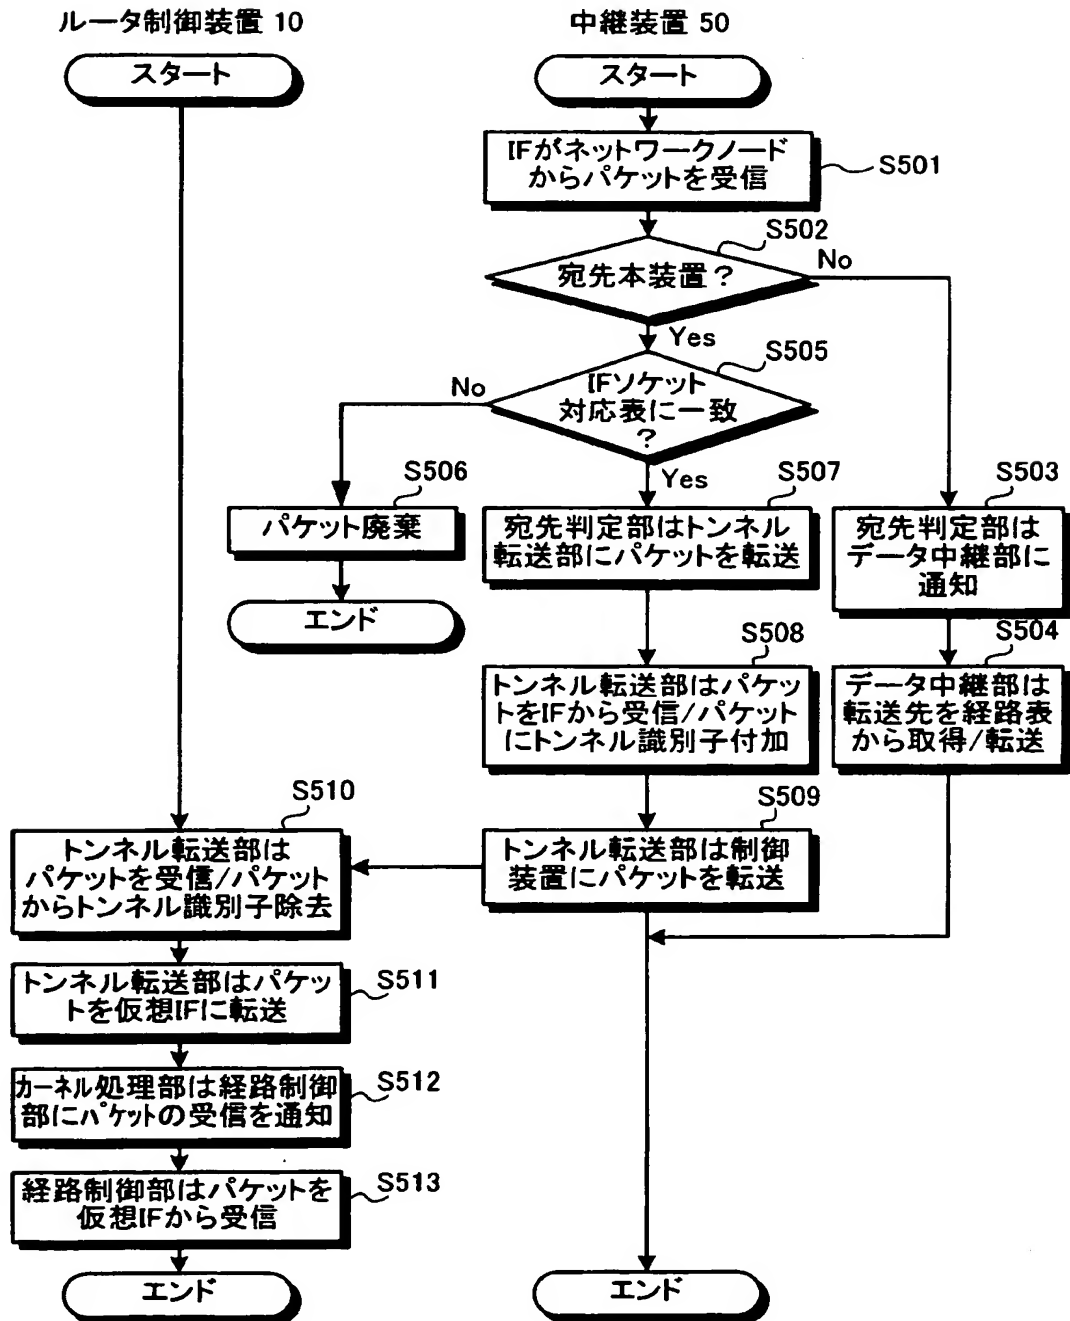 ルータ制御装置 10
中継装置 50
スタート
スタート
IFがネットワークノード
からパケットを受信
S501
S502
宛先本装置？
No
Yes
S505
IFソケット
対応表に一致
？
No
Yes
S506
パケット廃棄
エンド
S507
宛先判定部はトンネル
転送部にパケットを転送
S503
宛先判定部は
データ中継部に
通知
S508
トンネル転送部はパケッ
トをIFから受信/パケット
にトンネル識別子付加
S504
データ中継部は
転送先を経路表
から取得/転送
S510
トンネル転送部は
パケットを受信/パケット
からトンネル識別子除去
S509
トンネル転送部は制御
装置にパケットを転送
トンネル転送部はパケッ
トを仮想IFに転送
S511
カーネル処理部は経路制御
部にパケットの受信を通知
S512
経路制御部はパケットを
仮想IFから受信
S513
エンド
エンド